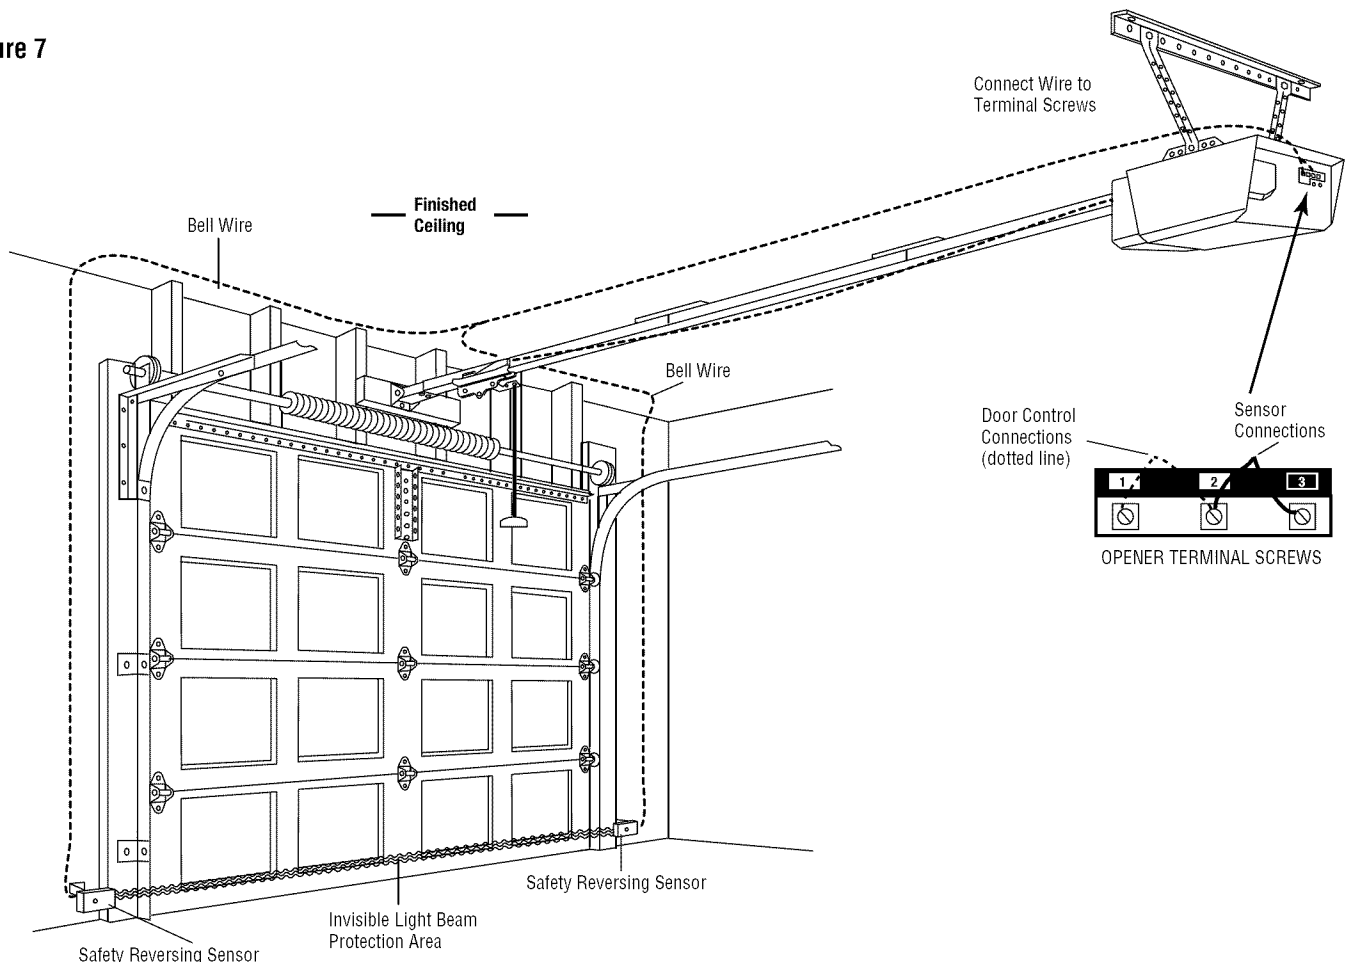 ure 7
Connect Wire to
Terminal Screws
Finished
Ceiling
Bell Wire
Bell Wire
Door Control
Connections
(dotted line)
Sensor
Connections
1 2 3
OPENER TERMINAL SCREWS
Safety Reversing Sensor
Invisible Light Beam
Protection Area
Safety Reversing Sensor